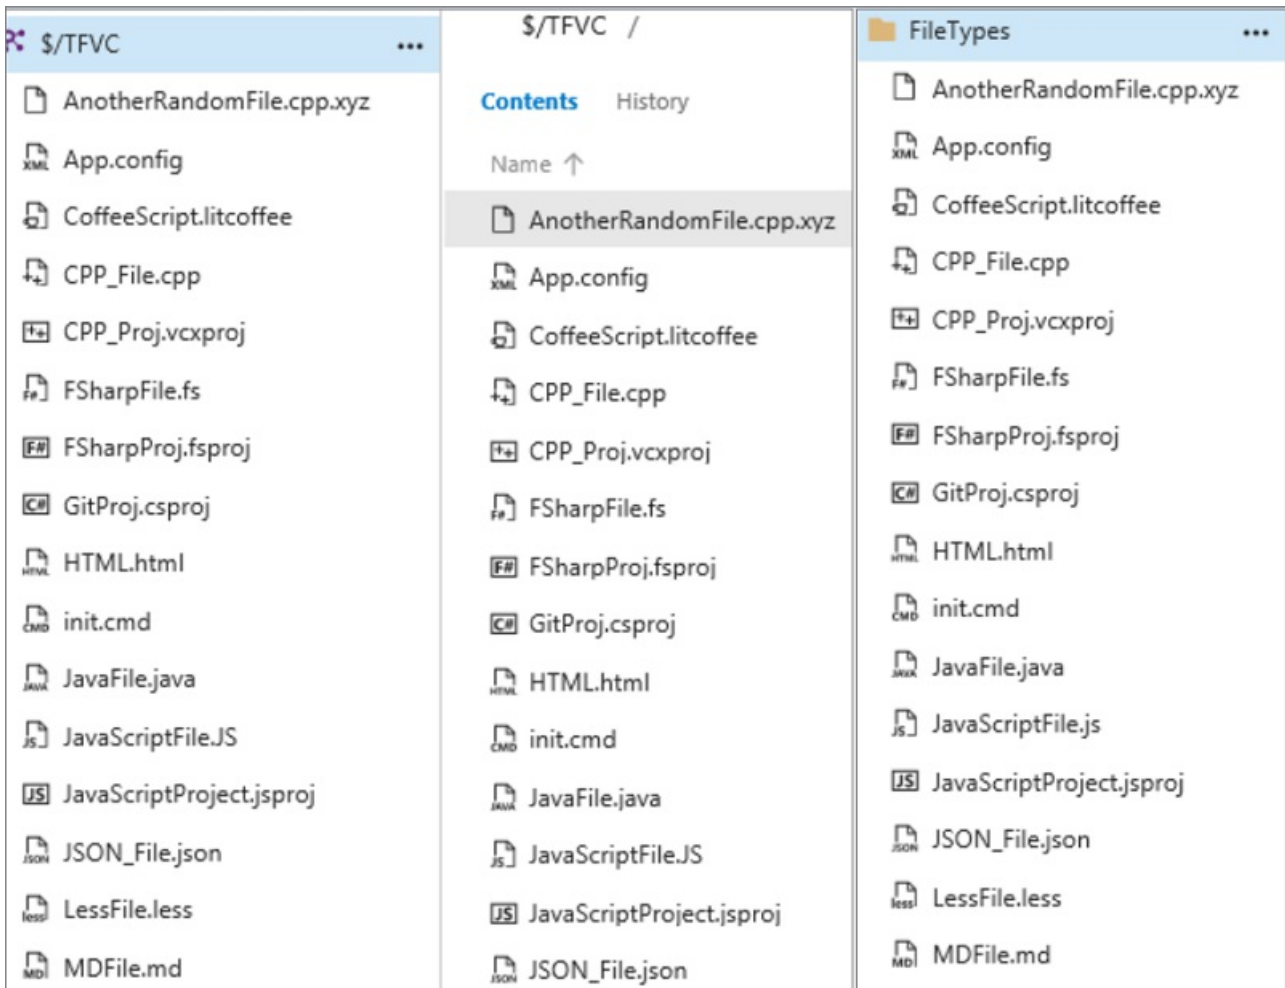 $/TFVC ...
AnotherRandomFile.cpp.xyz
App.config
CoffeeScript.litcoffee
CPP_File.cpp
CPP_Proj.vcxproj
FSharpFile.fs
FSharpProj.fsproj
GitProj.csproj
HTML.html
init.cmd
JavaFile.java
JavaScriptFile.JS
JavaScriptProject.jsproj
JSON_File.json
LessFile.less
MDFile.md
$/TFVC /
Contents History
Name ↑
AnotherRandomFile.cpp.xyz
App.config
CoffeeScript.litcoffee
CPP_File.cpp
CPP_Proj.vcxproj
FSharpFile.fs
FSharpProj.fsproj
GitProj.csproj
HTML.html
init.cmd
JavaFile.java
JavaScriptFile.JS
JavaScriptProject.jsproj
JSON_File.json
FileTypes ...
AnotherRandomFile.cpp.xyz
App.config
CoffeeScript.litcoffee
CPP_File.cpp
CPP_Proj.vcxproj
FSharpFile.fs
FSharpProj.fsproj
GitProj.csproj
HTML.html
init.cmd
JavaFile.java
JavaScriptFile.js
JavaScriptProject.jsproj
JSON_File.json
LessFile.less
MDFile.md